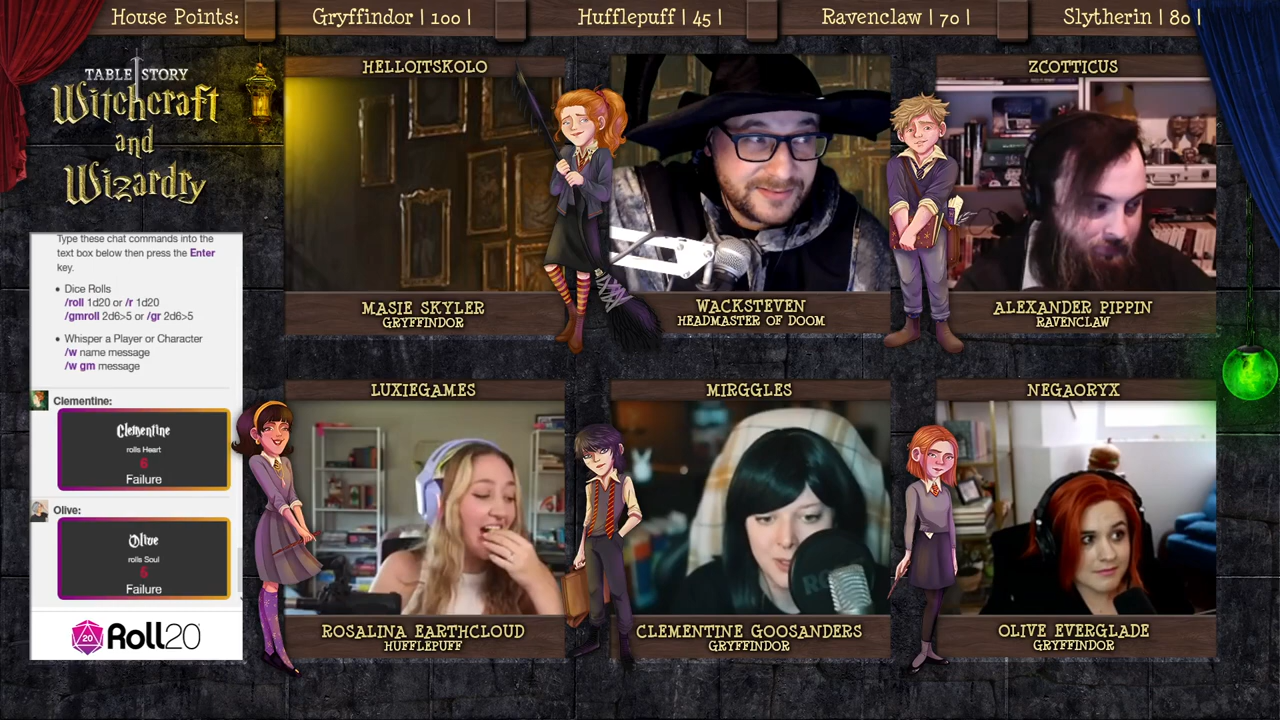 House Points:
Gryffindor | 100 |
Hufflepuff | 45 |
Ravenclaw | 70 |
Slytherin | 80 |
TABLE STORY
Witchcraft
and
Wizardry
Type these chat commands into the
text box below then press the Enter
key.
• Dice Rolls
/roll 1d20 or /r 1d20
/gmroll 2d6>5 or /gr 2d6>5
• Whisper a Player or Character
/w name message
/w gm message
Clementine:
Clementine
rolls Heart
6
Failure
Olive:
Olive
rolls Soul
6
Failure
20
Roll20
HELLOITSKOLO
MASIE SKYLER
GRYFFINDOR
WACKSTEVEN
HEADMASTER OF DOOM
ZCOTTICUS
ALEXANDER PIPPIN
RAVENCLAW
LUXIEGAMES
ROSALINA EARTHCLOUD
HUFFLEPUFF
MIRGGLES
CLEMENTINE GOOSANDERS
GRYFFINDOR
NEGAORYX
OLIVE EVERGLADE
GRYFFINDOR